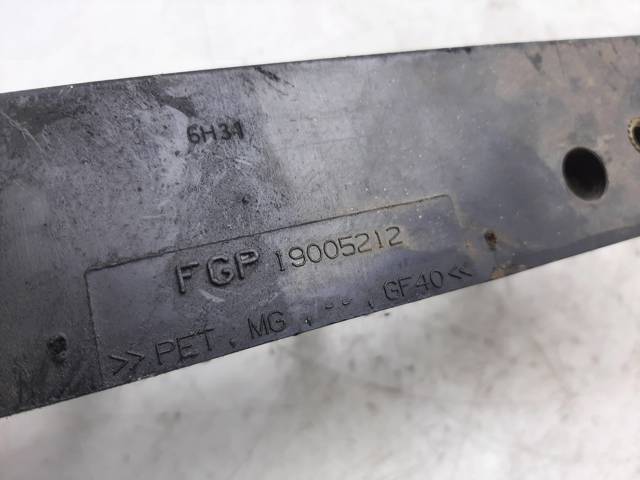 6H31
FGP 19005212
>> PET . MG . -- . GF40 <<